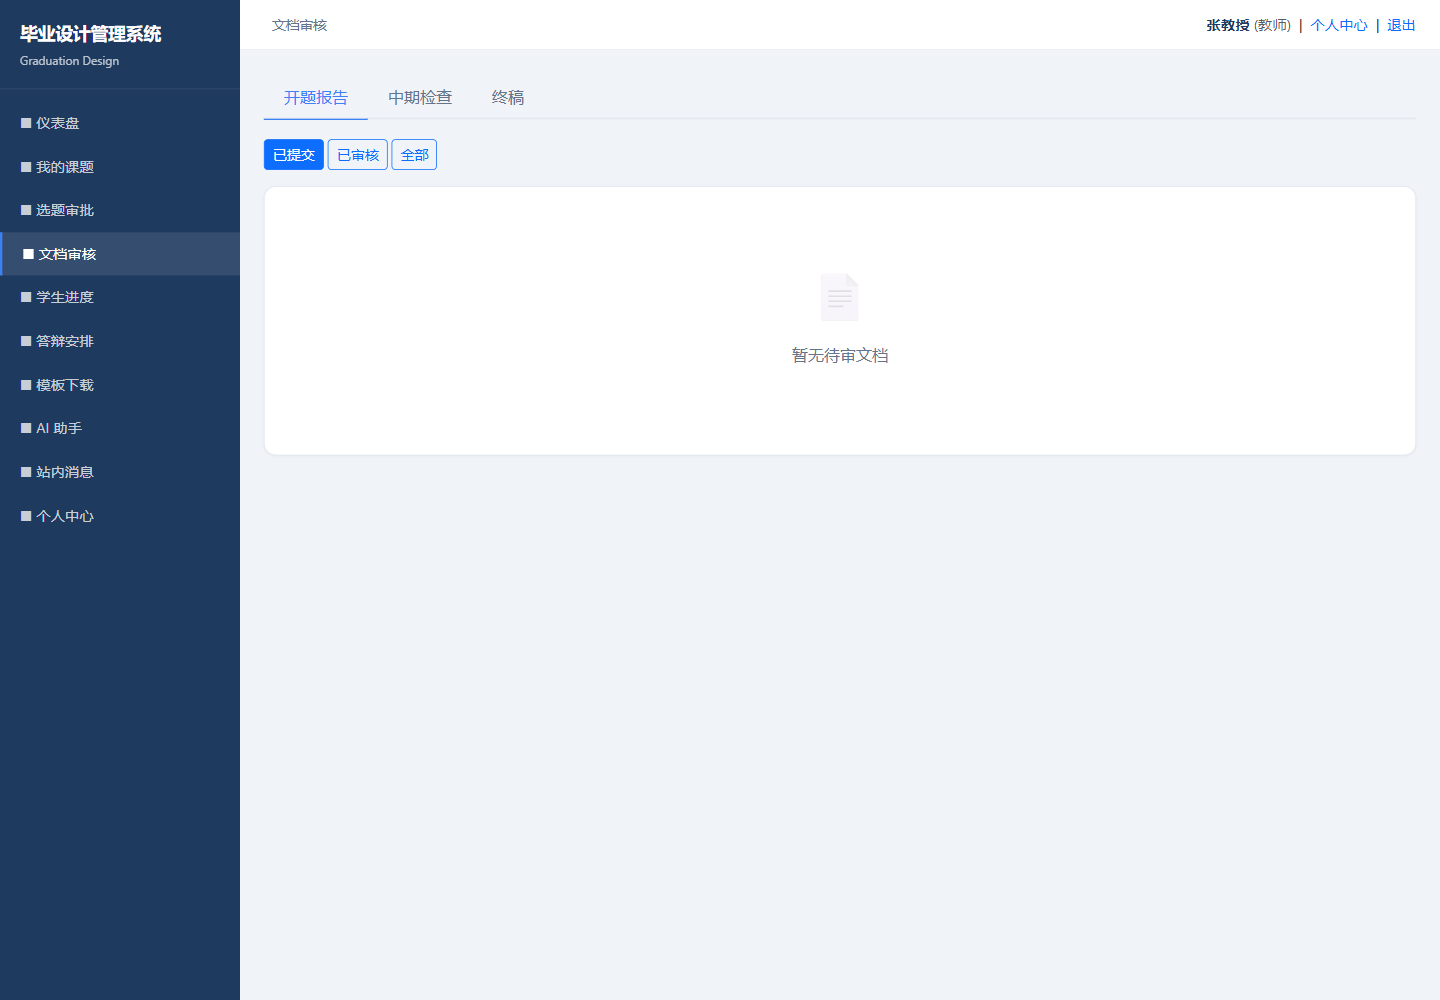 毕业设计管理系统
Graduation Design
仪表盘
我的课题
选题审批
文档审核
学生进度
答辩安排
模板下载
AI 助手
站内消息
个人中心
文档审核
张教授 (教师) | 个人中心 | 退出
开题报告 中期检查 终稿
已提交 已审核 全部
暂无待审文档